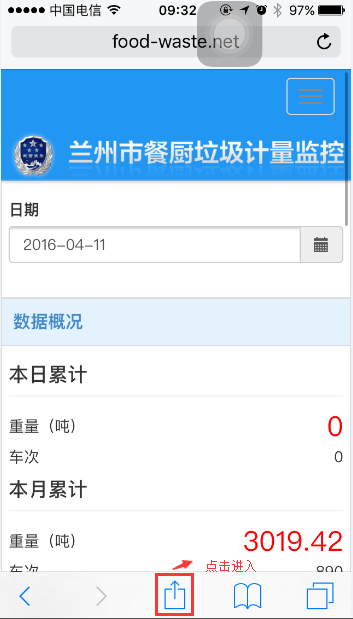 中国电信 09:32 97%
food-waste.net
兰州市餐厨垃圾计量监控
日期
2016-04-11
数据概况
本日累计
重量（吨） 0
车次 0
本月累计
重量（吨） 3019.42
点击进入
车次 890